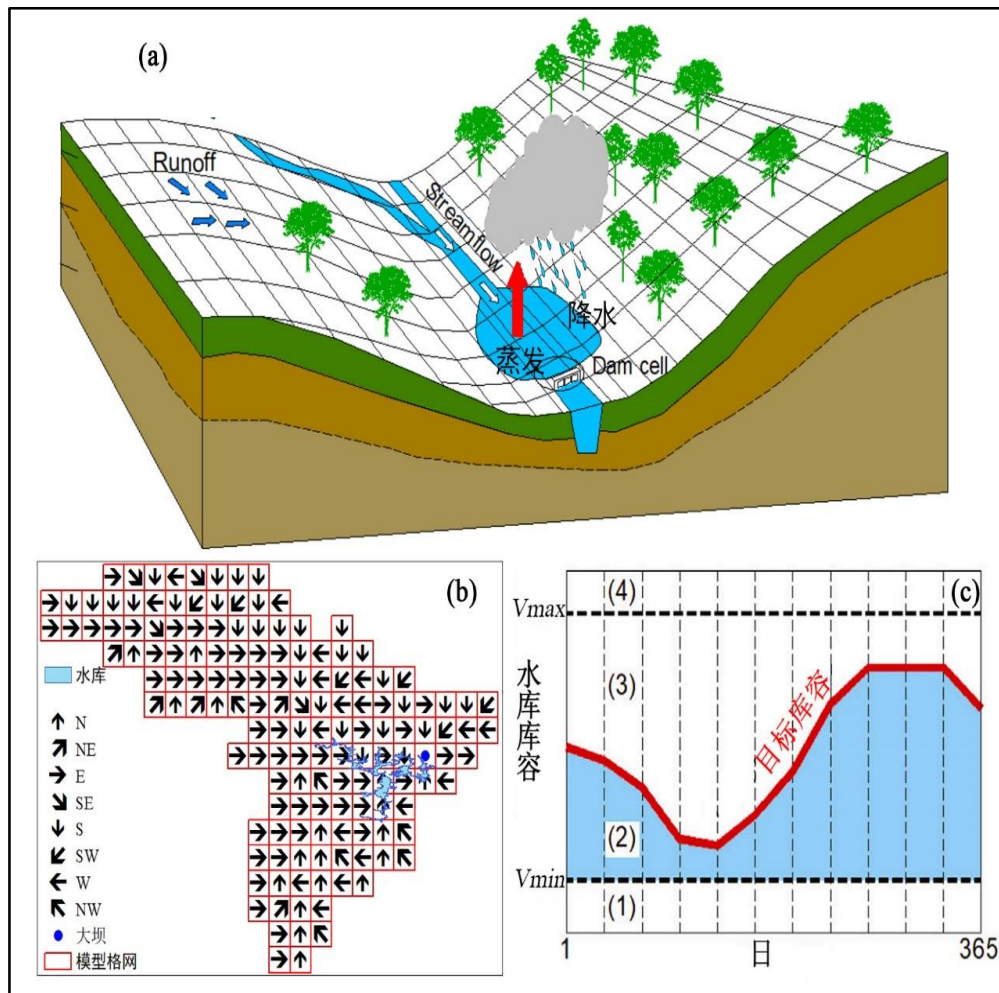 (a)
Runoff
Streamflow
降水
蒸发
Dam cell
(b)
水库
N
NE
E
SE
S
SW
W
NW
大坝
模型格网
(c)
(4)
Vmax
水库库容
(3)
目标库容
(2)
Vmin
(1)
1
日
365